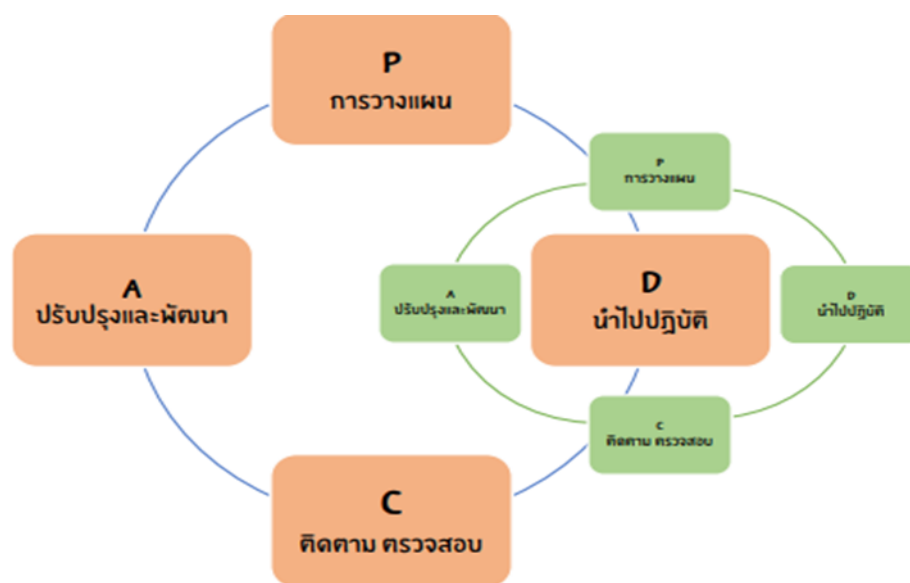 P
การวางแผน
P
การวางแผน
A
ปรับปรุงและพัฒนา
A
ปรับปรุงและพัฒนา
D
นำไปปฏิบัติ
D
นำไปปฏิบัติ
C
ติดตาม ตรวจสอบ
C
ติดตาม ตรวจสอบ